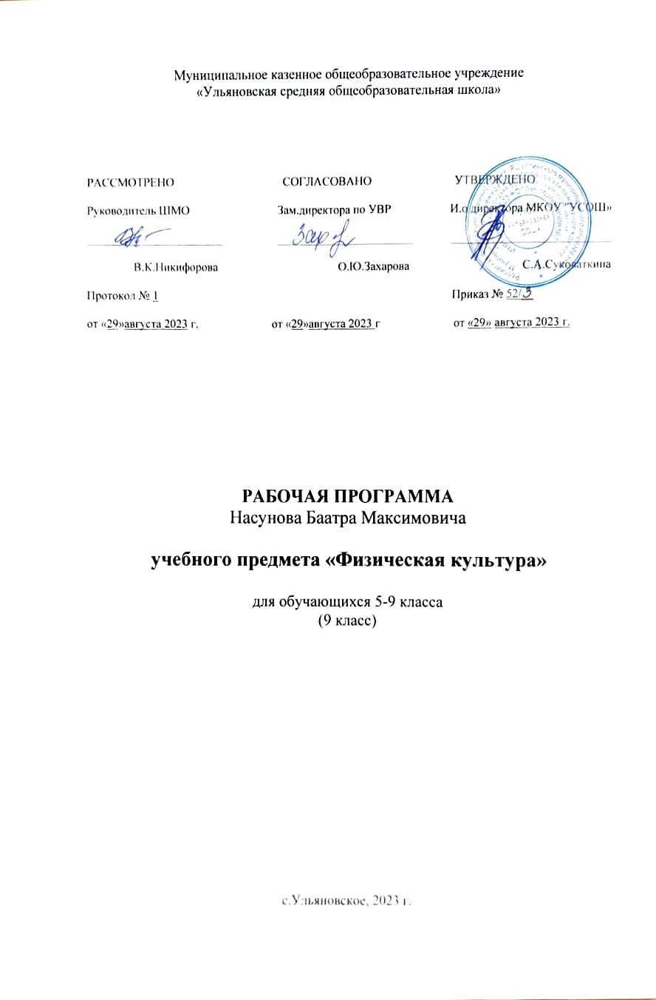 Муниципальное казенное общеобразовательное учреждение
«Ульяновская средняя общеобразовательная школа»
РАССМОТРЕНО СОГЛАСОВАНО УТВЕРЖДЕНО
Руководитель ШМО Зам.директора по УВР И.о директора МКОУ "УСОШ»
Зах
В.К.Никифорова О.Ю.Захарова С.А.Суковаткина
Протокол № 1 Приказ № 52/3
от «29»августа 2023 г. от «29»августа 2023 г от «29» августа 2023 г.
РАБОЧАЯ ПРОГРАММА
Насунова Баатра Максимовича
учебного предмета «Физическая культура»
для обучающихся 5-9 класса
(9 класс)
с.Ульяновское, 2023 г.